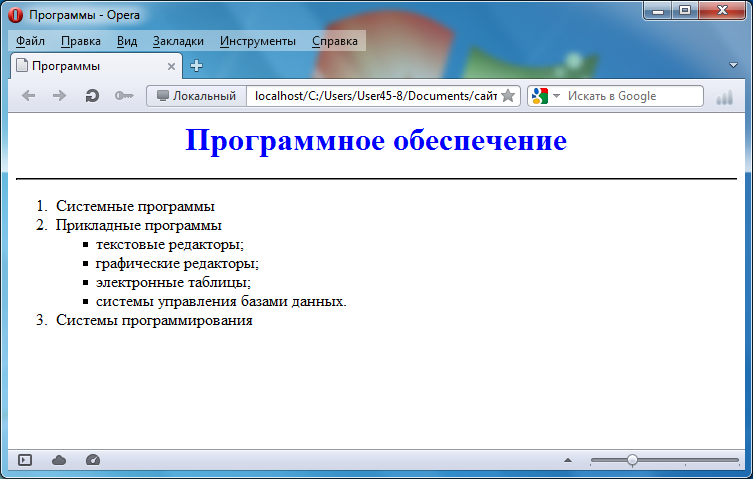 Программы - Opera
Файл Правка Вид Закладки Инструменты Справка
Программы
Локальный localhost/C:/Users/User45-8/Documents/сайт Искать в Google
Программное обеспечение
1. Системные программы
2. Прикладные программы
▪ текстовые редакторы;
▪ графические редакторы;
▪ электронные таблицы;
▪ системы управления базами данных.
3. Системы программирования